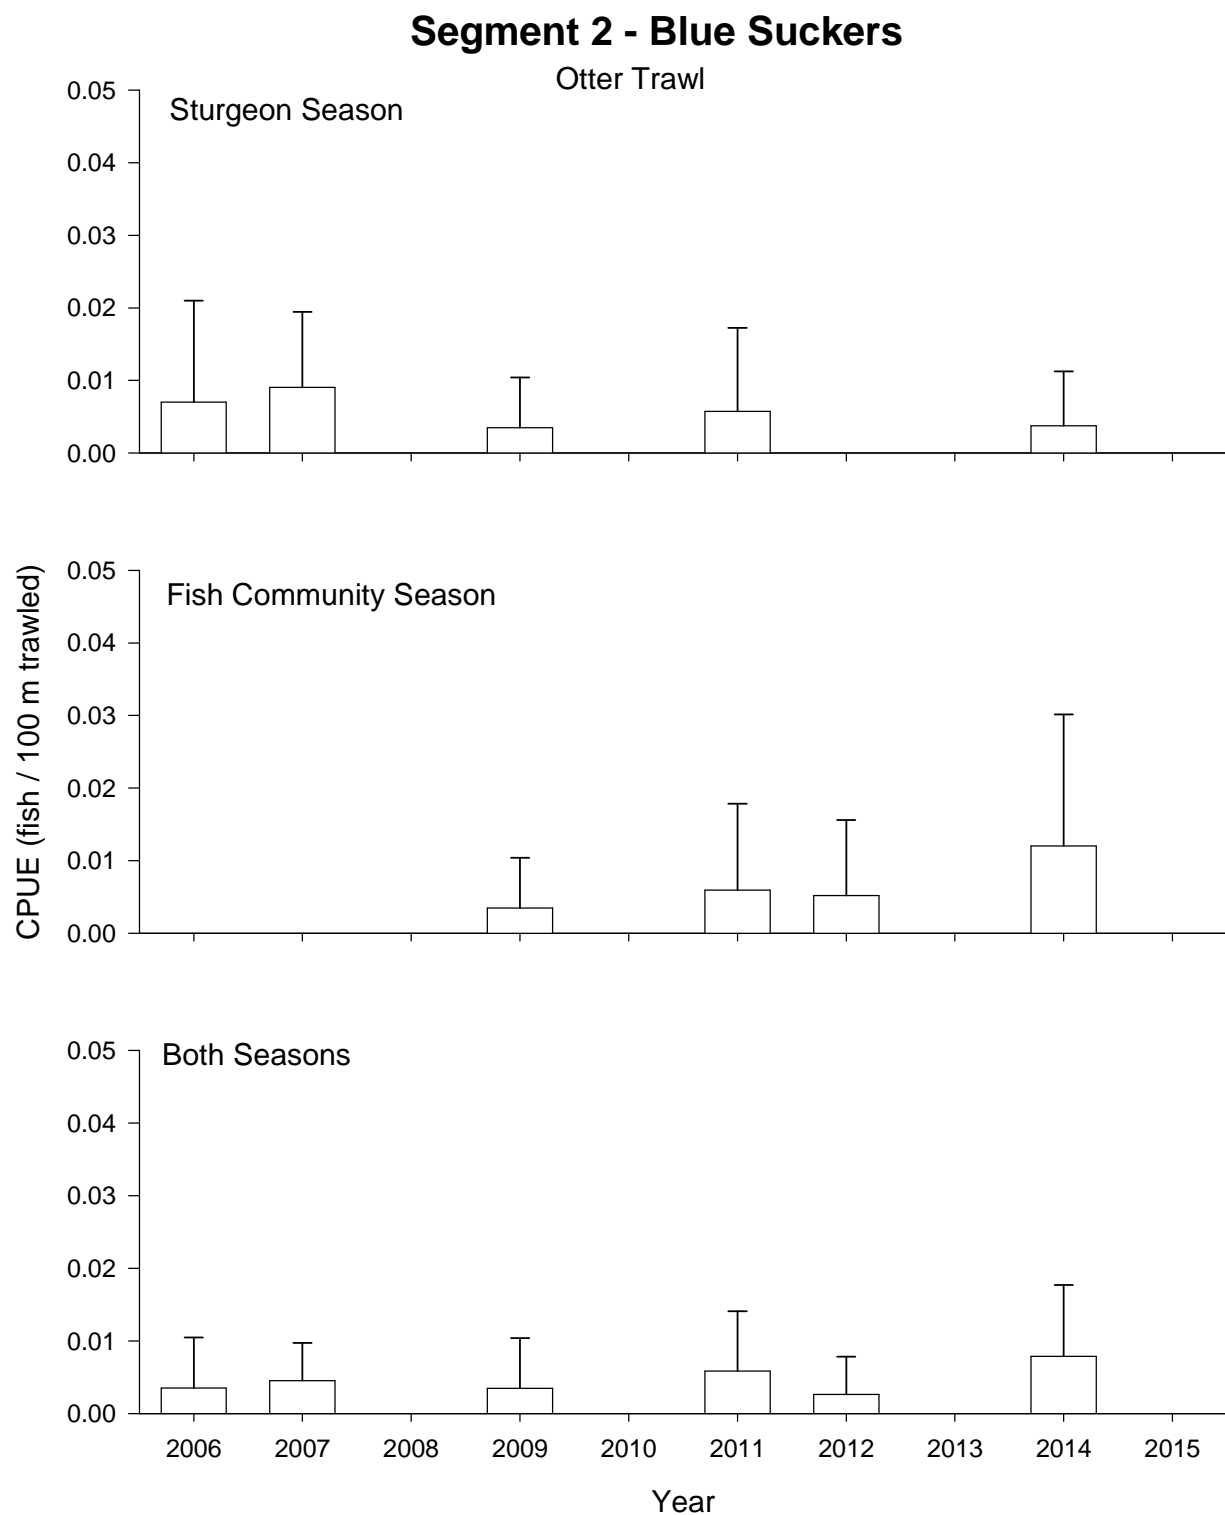 Segment 2 - Blue Suckers
Otter Trawl
Sturgeon Season
0.05
0.04
0.03
0.02
0.01
0.00
Fish Community Season
0.05
0.04
0.03
0.02
0.01
0.00
CPUE (fish / 100 m trawled)
Both Seasons
0.05
0.04
0.03
0.02
0.01
0.00
2006 2007 2008 2009 2010 2011 2012 2013 2014 2015
Year